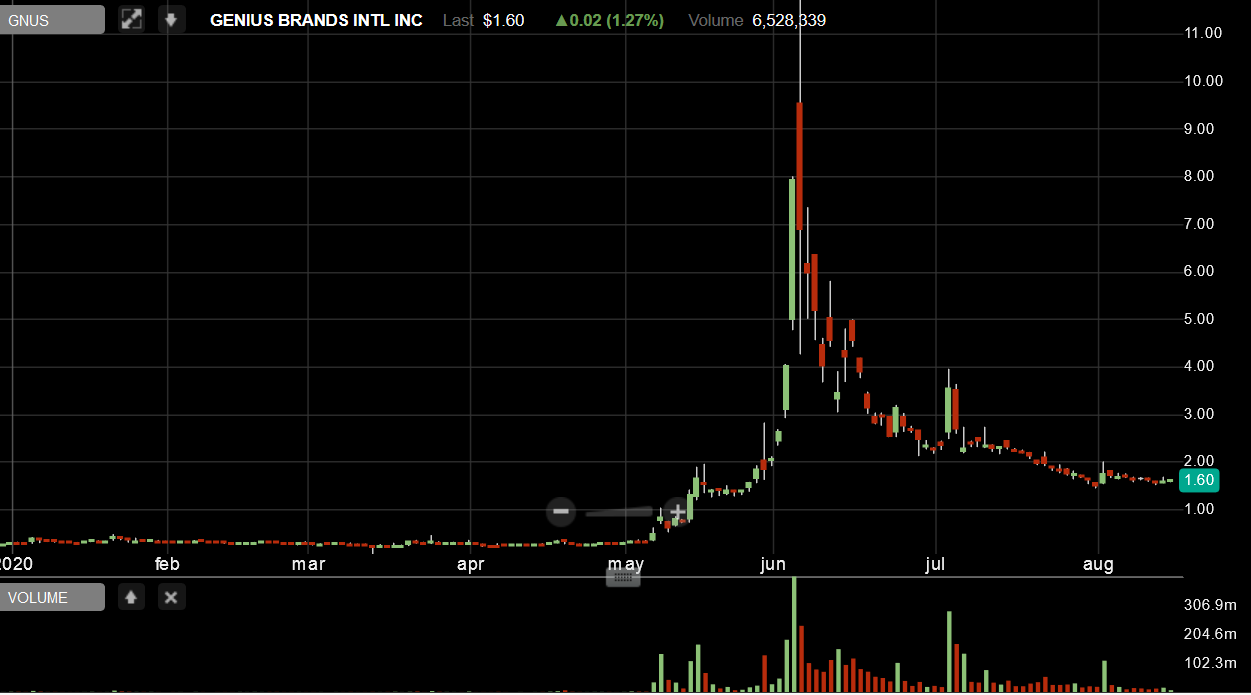 GNUS GENIUS BRANDS INTL INC Last $1.60 ▲0.02 (1.27%) Volume 6,528,339
11.00
10.00
9.00
8.00
7.00
6.00
5.00
4.00
3.00
2.00
1.60
1.00
2020 feb mar apr may jun jul aug
VOLUME
306.9m
204.6m
102.3m